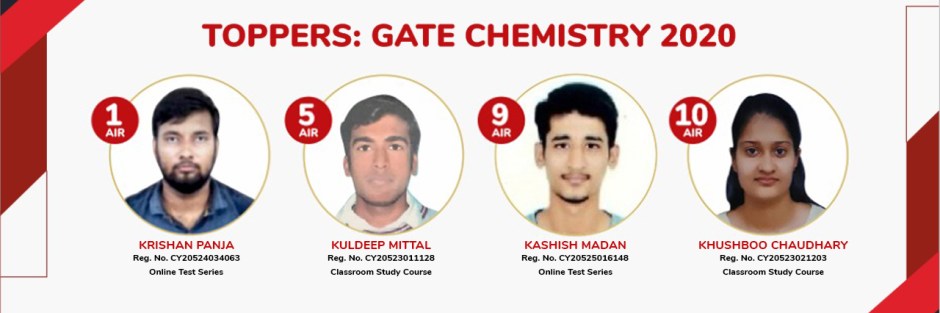 TOPPERS: GATE CHEMISTRY 2020
1
AIR
5
AIR
9
AIR
10
AIR
KRISHAN PANJA
Reg. No. CY20524034063
Online Test Series
KULDEEP MITTAL
Reg. No. CY20523011128
Classroom Study Course
KASHISH MADAN
Reg. No. CY20525016148
Online Test Series
KHUSHBOO CHAUDHARY
Reg. No. CY20523021203
Classroom Study Course